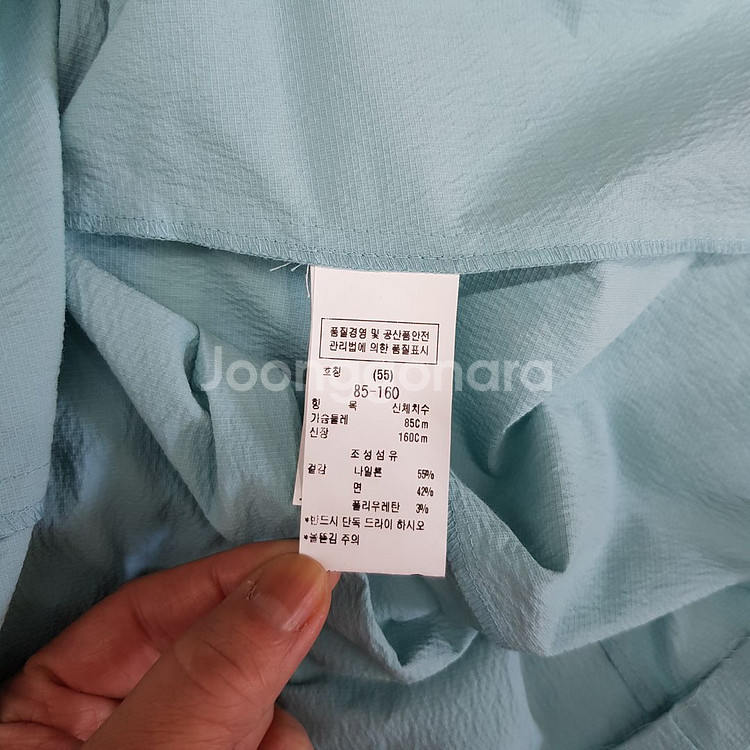 품질경영 및 공산품안전
관리법에 의한 품질표시
호칭 (55)
85-160
항 목 신체치수
가슴둘레 85Cm
신장 160Cm
조성섬유
겉감 나일론 55%
면 42%
폴리우레탄 3%
*반드시 단독 드라이 하시오
*올뜯김 주의
Joonggonara